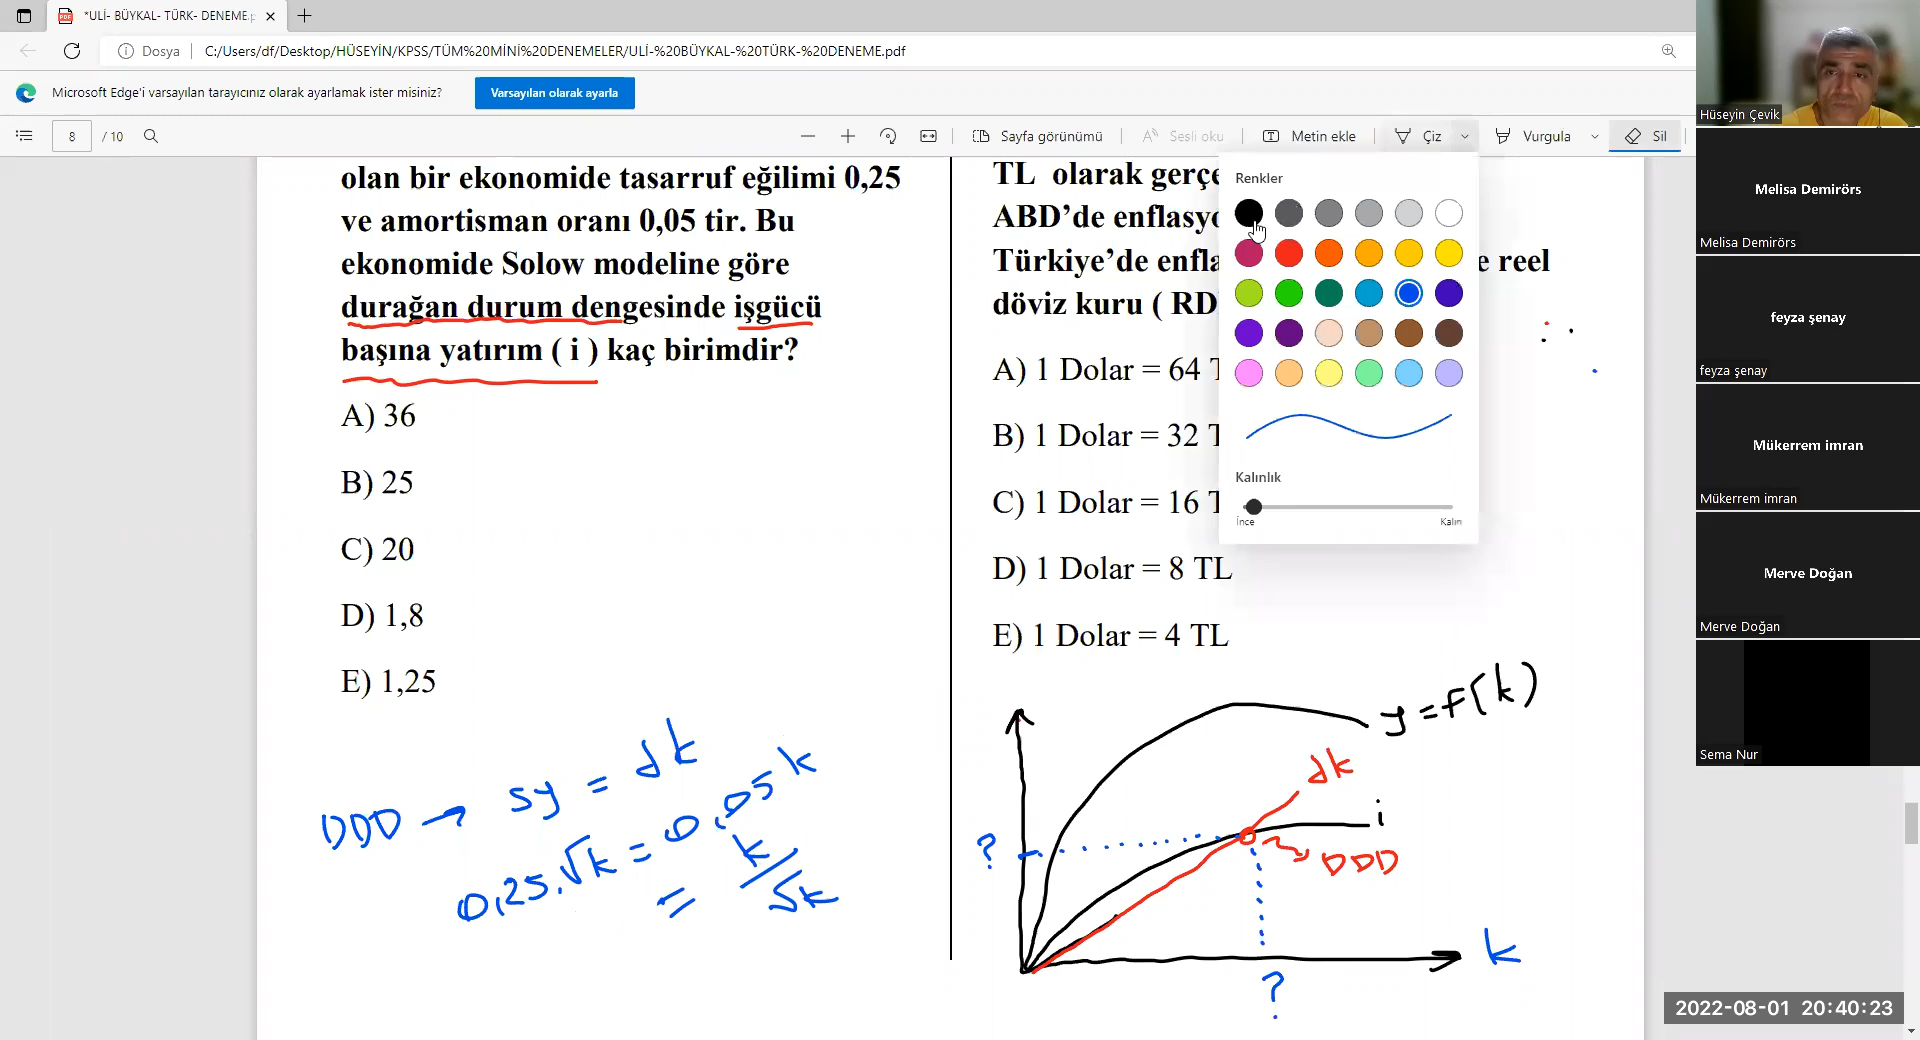 *ULİ- BÜYKAL- TÜRK- DENEME.p
Dosya
C:/Users/df/Desktop/HÜSEYİN/KPSS/TÜM%20MİNİ%20DENEMELER/ULİ-%20BÜYKAL-%20TÜRK-%20DENEME.pdf
Microsoft Edge'i varsayılan tarayıcınız olarak ayarlamak ister misiniz?
Varsayılan olarak ayarla
8 / 10
Sayfa görünümü
Sesli oku
Metin ekle
Çiz
Vurgula
Sil
olan bir ekonomide tasarruf eğilimi 0,25
ve amortisman oranı 0,05 tir. Bu
ekonomide Solow modeline göre
durağan durum dengesinde işgücü
başına yatırım ( i ) kaç birimdir?
A) 36
B) 25
C) 20
D) 1,8
E) 1,25
DDD → sy = dk
0,25.√k = 0,05k
= k/√k
TL olarak gerçe
ABD'de enflasyo
Türkiye'de enfla e reel
döviz kuru ( RD
A) 1 Dolar = 64 T
B) 1 Dolar = 32 T
C) 1 Dolar = 16 T
D) 1 Dolar = 8 TL
E) 1 Dolar = 4 TL
Renkler
Kalınlık
İnce
Kalın
y = f(k)
dk
i
?
DDD
k
?
Hüseyin Çevik
Melisa Demirörs
Melisa Demirörs
feyza şenay
feyza şenay
Mükerrem imran
Mükerrem imran
Merve Doğan
Merve Doğan
Sema Nur
2022-08-01 20:40:23